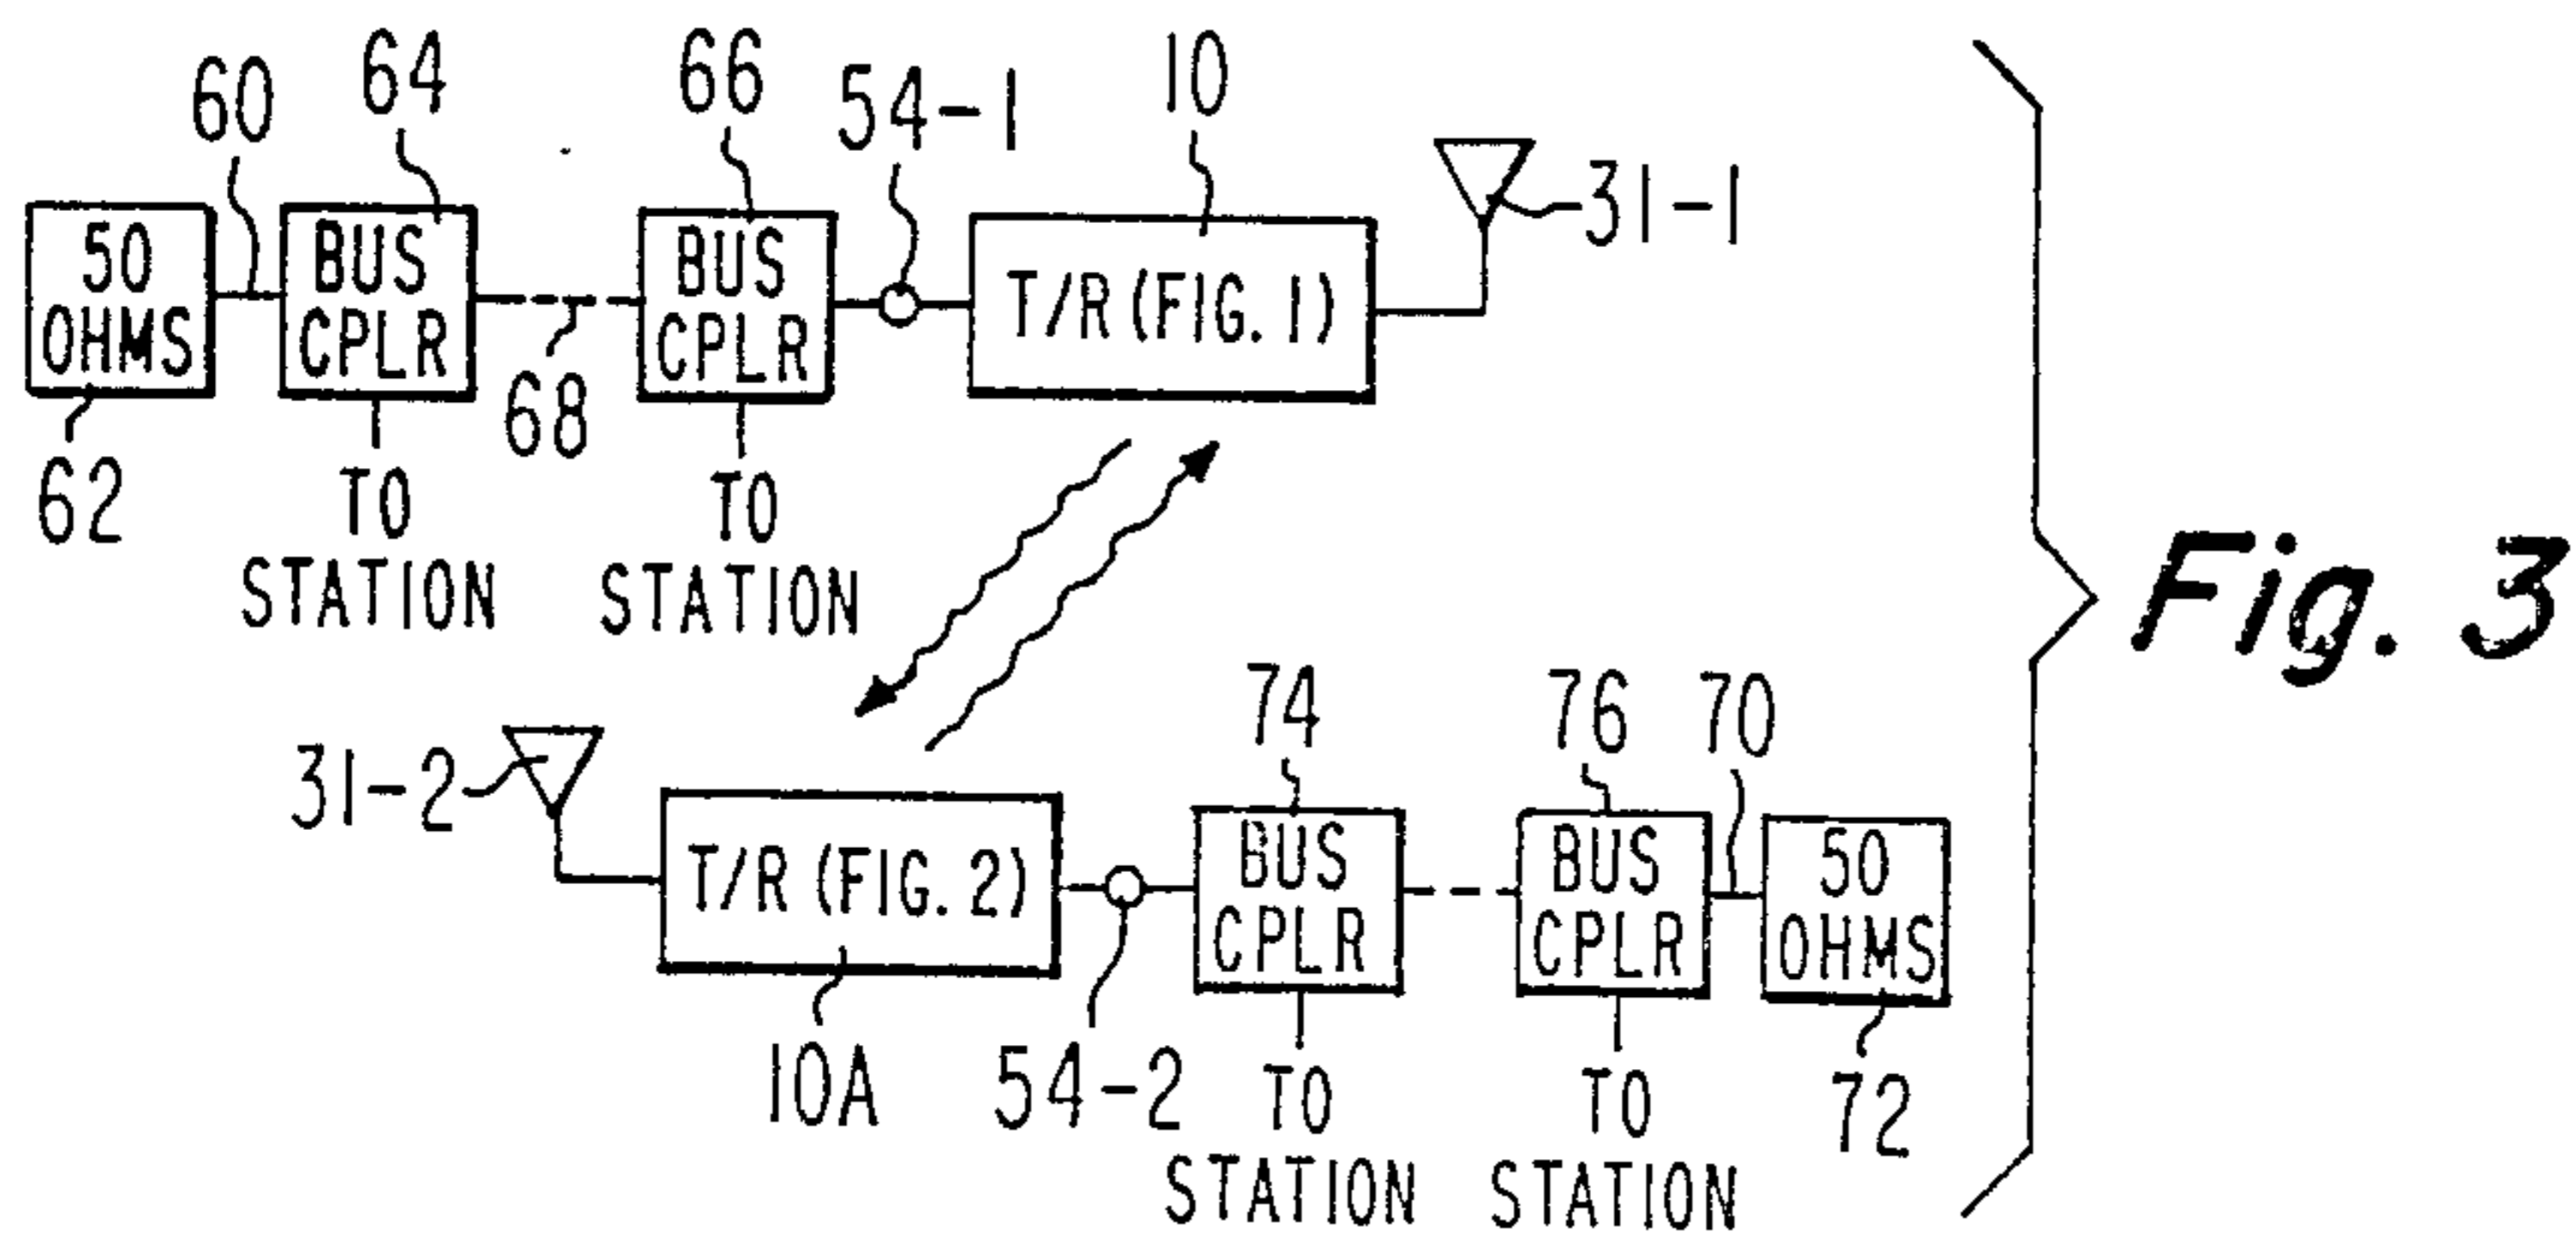 60
64
66
54-1
10
31-1
50
OHMS
BUS
CPLR
BUS
CPLR
T/R (FIG. 1)
62
68
TO
STATION
TO
STATION
Fig. 3
31-2
74
76
70
T/R (FIG. 2)
BUS
CPLR
BUS
CPLR
50
OHMS
10A
54-2
TO
STATION
TO
STATION
72